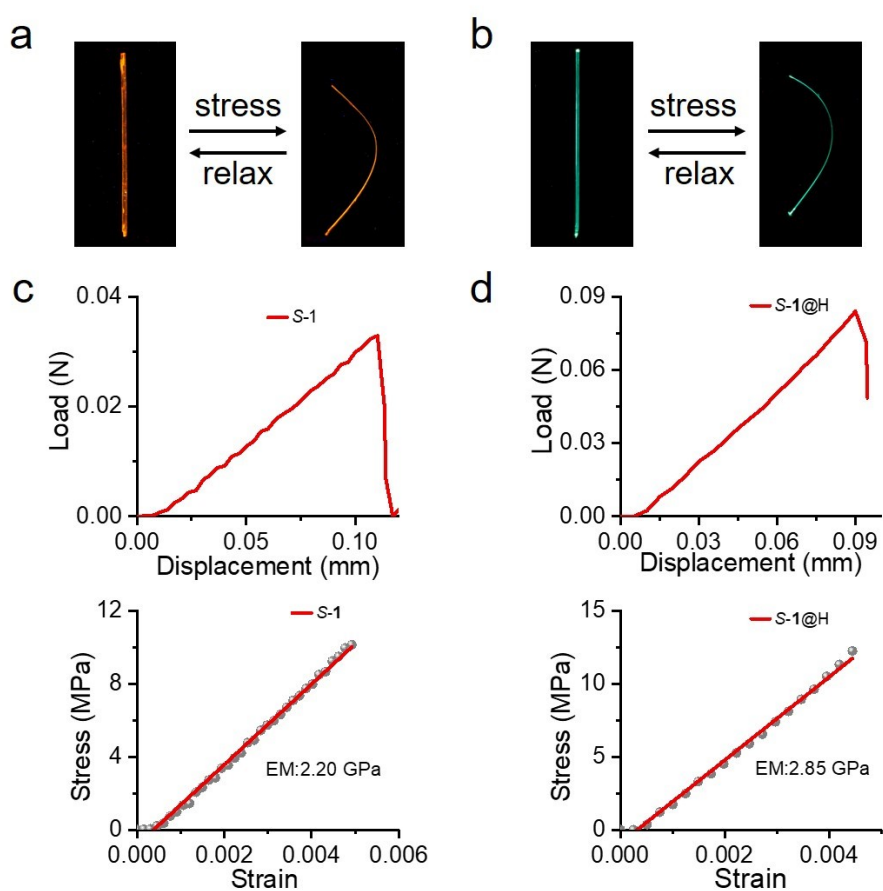 a
stress
relax
b
stress
relax
c
0.04
0.02
0.00
Load (N)
S-1
0.00
0.05
0.10
Displacement (mm)
12
8
4
0
Stress (MPa)
S-1
EM:2.20 GPa
0.000
0.002
0.004
0.006
Strain
d
0.09
0.06
0.03
0.00
Load (N)
S-1@H
0.00
0.03
0.06
0.09
Displacement (mm)
15
10
5
0
Stress (MPa)
S-1@H
EM:2.85 GPa
0.000
0.002
0.004
Strain